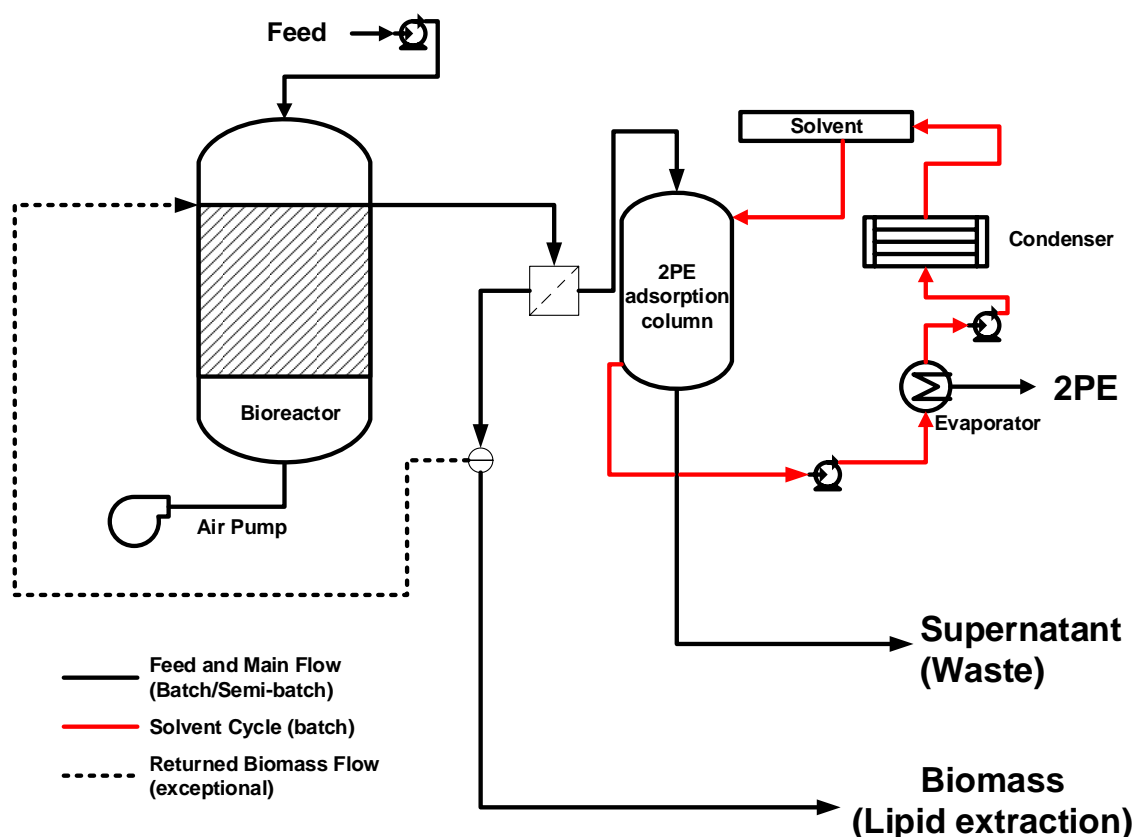 Feed
Solvent
Condenser
2PE
adsorption
column
2PE
Evaporator
Bioreactor
Air Pump
Supernatant
(Waste)
Feed and Main Flow
(Batch/Semi-batch)
Solvent Cycle (batch)
Returned Biomass Flow
(exceptional)
Biomass
(Lipid extraction)